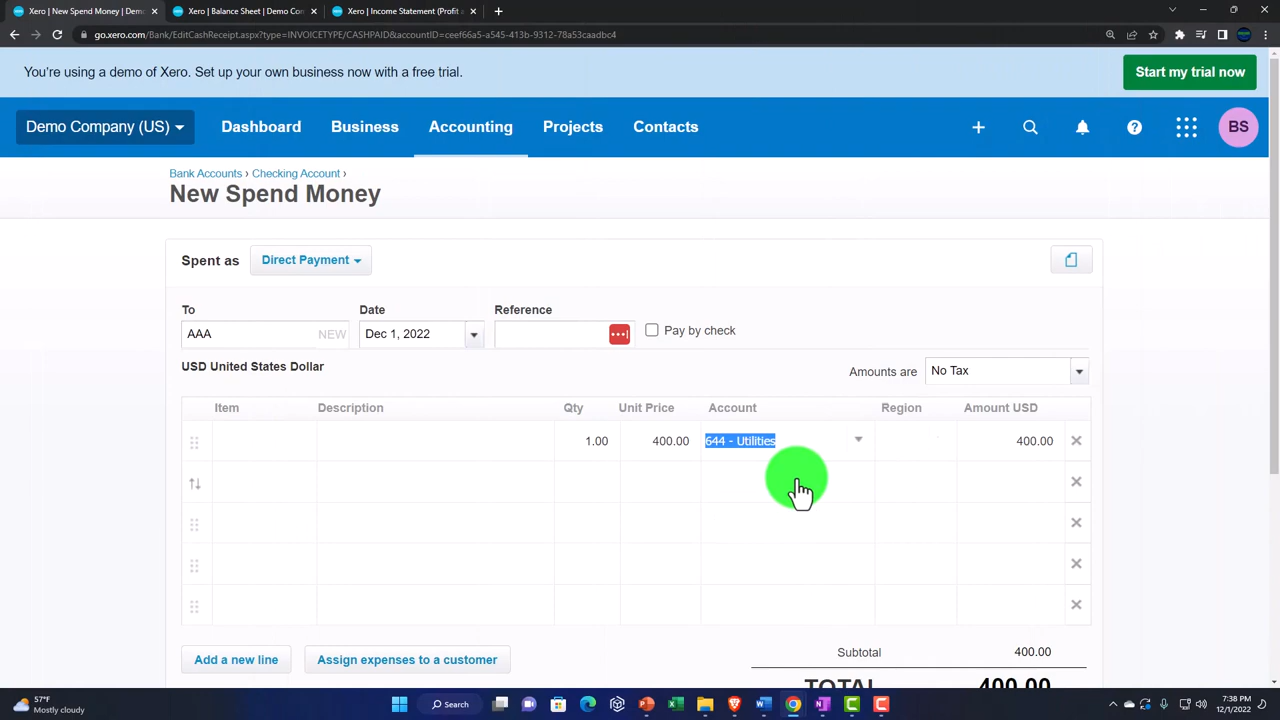 Xero | New Spend Money | Demo
Xero | Balance Sheet | Demo Com
Xero | Income Statement (Profit a
go.xero.com/Bank/EditCashReceipt.aspx?type=INVOICETYPE/CASHPAID&accountID=ceef66a5-a545-413b-9312-78a53caadbc4
You're using a demo of Xero. Set up your own business now with a free trial.
Start my trial now
Demo Company (US)
Dashboard
Business
Accounting
Projects
Contacts
BS
Bank Accounts › Checking Account ›
New Spend Money
Spent as
Direct Payment
To
Date
Reference
AAA
NEW
Dec 1, 2022
Pay by check
USD United States Dollar
Amounts are
No Tax
Item
Description
Qty
Unit Price
Account
Region
Amount USD
1.00
400.00
644 - Utilities
400.00
Add a new line
Assign expenses to a customer
Subtotal
400.00
TOTAL
400.00
57°F
Mostly cloudy
Search
7:38 PM
12/1/2022